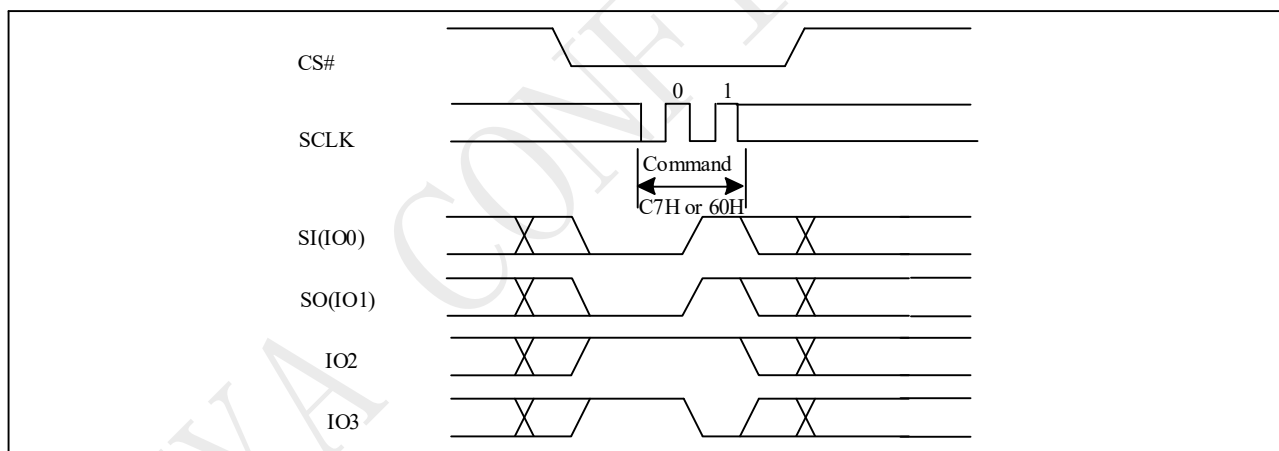 CS#
0 1
SCLK
Command
C7H or 60H
SI(IO0)
SO(IO1)
IO2
IO3